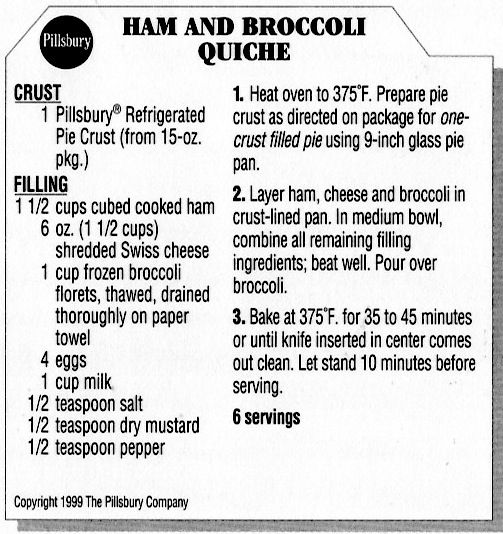 Pillsbury
HAM AND BROCCOLI
QUICHE
CRUST
1 Pillsbury® Refrigerated
Pie Crust (from 15-oz.
pkg.)
FILLING
1 1/2 cups cubed cooked ham
6 oz. (1 1/2 cups)
shredded Swiss cheese
1 cup frozen broccoli
florets, thawed, drained
thoroughly on paper
towel
4 eggs
1 cup milk
1/2 teaspoon salt
1/2 teaspoon dry mustard
1/2 teaspoon pepper
1. Heat oven to 375°F. Prepare pie
crust as directed on package for one-
crust filled pie using 9-inch glass pie
pan.
2. Layer ham, cheese and broccoli in
crust-lined pan. In medium bowl,
combine all remaining filling
ingredients; beat well. Pour over
broccoli.
3. Bake at 375°F. for 35 to 45 minutes
or until knife inserted in center comes
out clean. Let stand 10 minutes before
serving.
6 servings
Copyright 1999 The Pillsbury Company